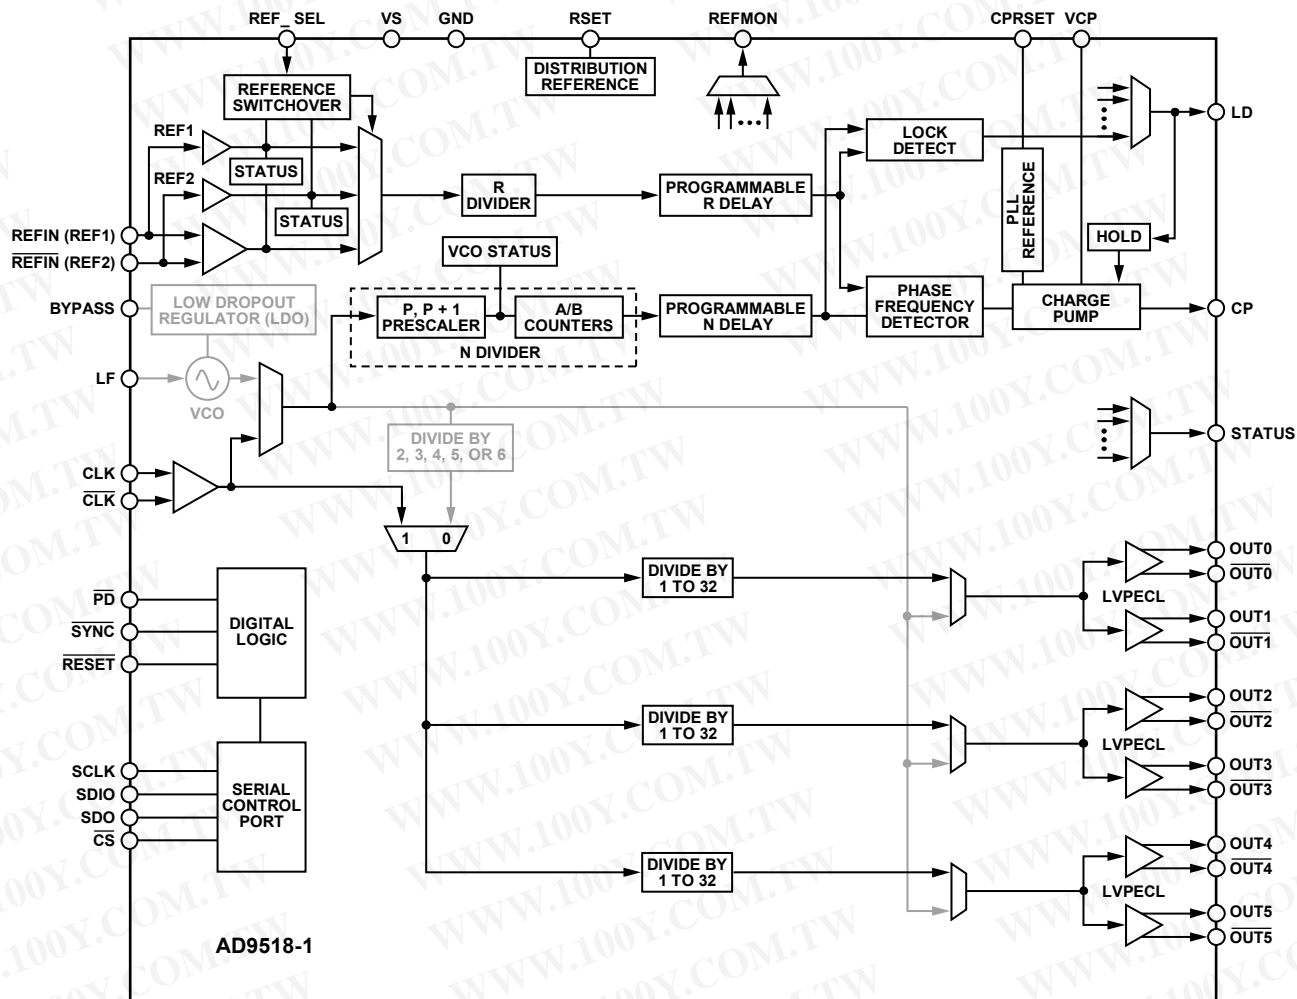 REF_ SEL
VS
GND
RSET
REFMON
CPRSET
VCP
DISTRIBUTION
REFERENCE
REFERENCE
SWITCHOVER
REF1
STATUS
REF2
STATUS
R
DIVIDER
PROGRAMMABLE
R DELAY
LOCK
DETECT
LD
PLL
REFERENCE
HOLD
REFIN (REF1)
REFIN (REF2)
VCO STATUS
BYPASS
LOW DROPOUT
REGULATOR (LDO)
P, P + 1
PRESCALER
A/B
COUNTERS
N DIVIDER
PROGRAMMABLE
N DELAY
PHASE
FREQUENCY
DETECTOR
CHARGE
PUMP
CP
LF
VCO
DIVIDE BY
2, 3, 4, 5, OR 6
STATUS
CLK
CLK
1 0
DIVIDE BY
1 TO 32
LVPECL
OUT0
OUT0
OUT1
OUT1
PD
SYNC
RESET
DIGITAL
LOGIC
DIVIDE BY
1 TO 32
LVPECL
OUT2
OUT2
OUT3
OUT3
SCLK
SDIO
SDO
CS
SERIAL
CONTROL
PORT
DIVIDE BY
1 TO 32
LVPECL
OUT4
OUT4
OUT5
OUT5
AD9518-1
WWW.100Y.COM.TW